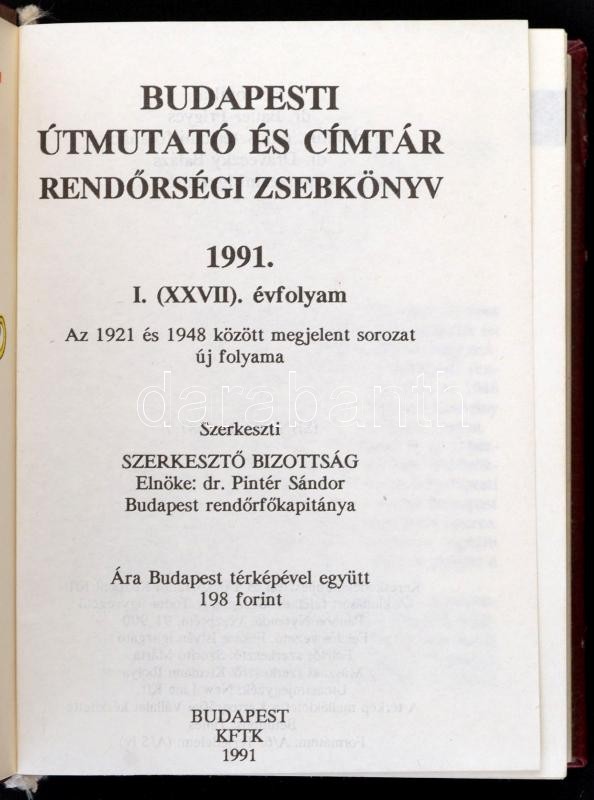 BUDAPESTI
ÚTMUTATÓ ÉS CÍMTÁR
RENDŐRSÉGI ZSEBKÖNYV
1991.
I. (XXVII). évfolyam
Az 1921 és 1948 között megjelent sorozat
új folyama
darabanth
Szerkeszti
SZERKESZTŐ BIZOTTSÁG
Elnöke: dr. Pintér Sándor
Budapest rendőrfőkapitánya
Ára Budapest térképével együtt
198 forint
BUDAPEST
KFTK
1991